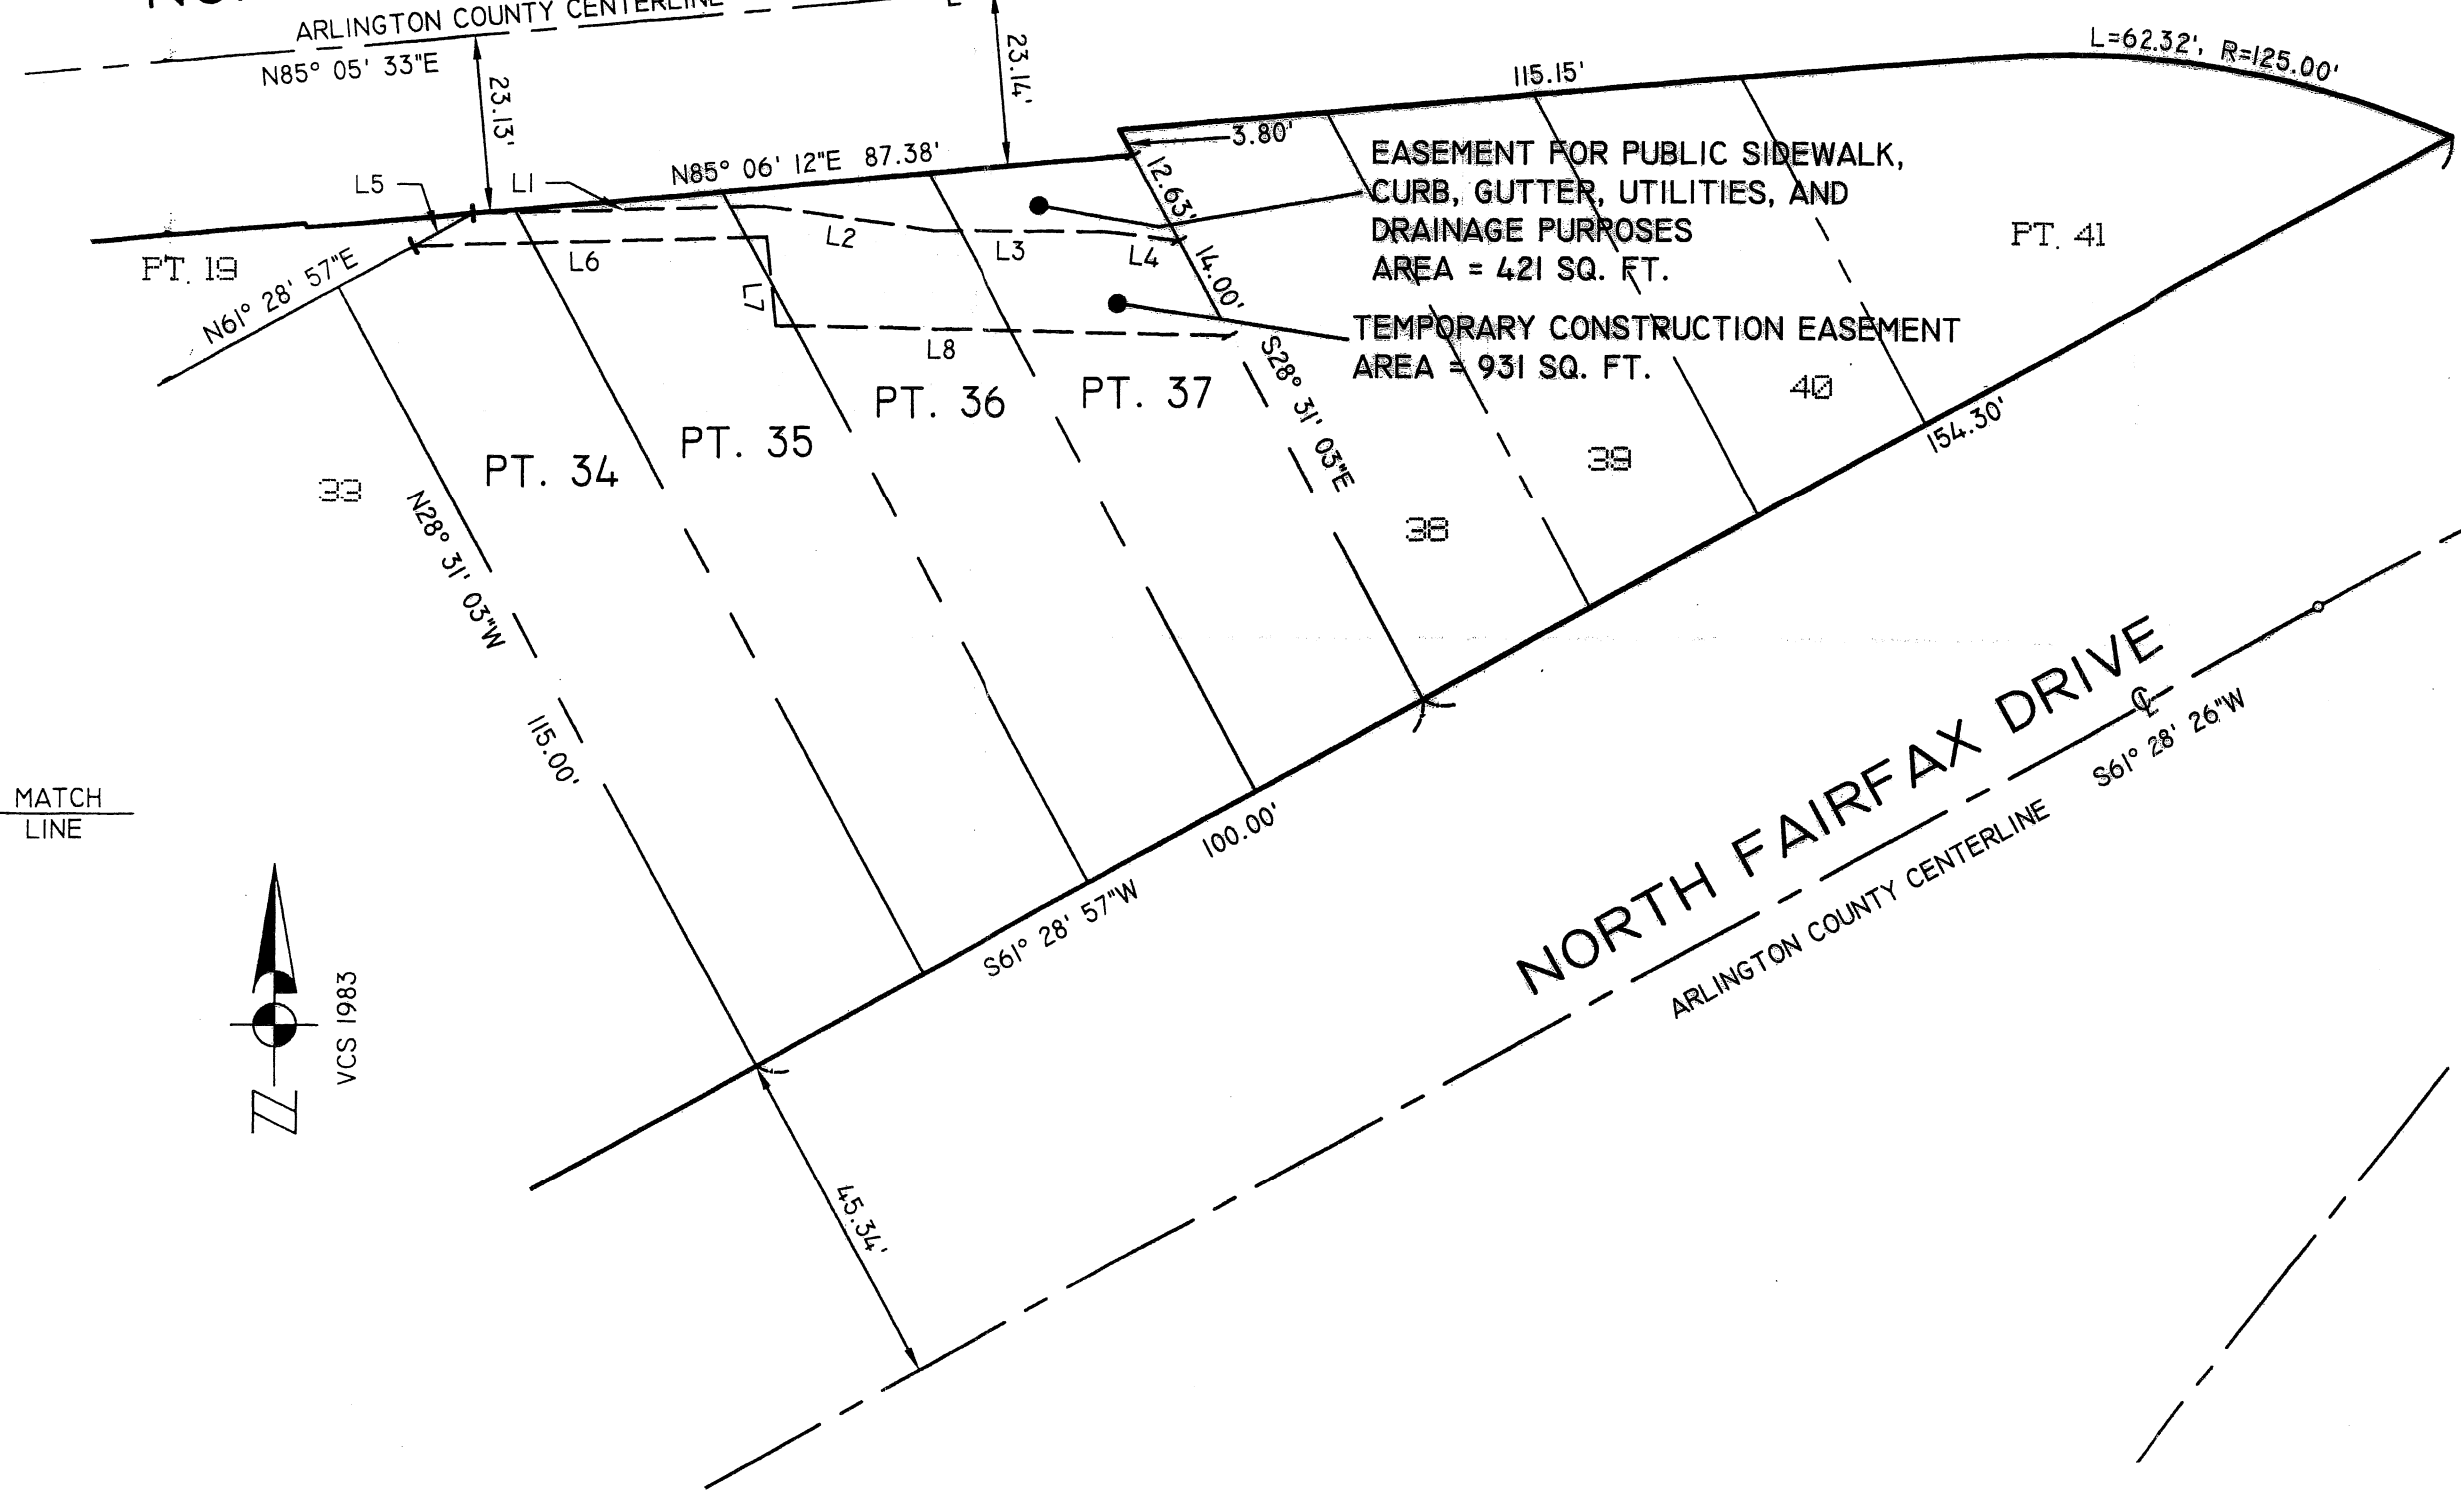 ARLINGTON COUNTY CENTERLINE
N85° 05' 33"E
23.13'
23.14'
L=62.32', R=125.00'
115.15'
3.80'
N85° 06' 12"E 87.38'
L5
L1
12.63'
EASEMENT FOR PUBLIC SIDEWALK,
CURB, GUTTER, UTILITIES, AND
DRAINAGE PURPOSES
AREA = 421 SQ. FT.
PT. 41
L2
L3
L4
L6
PT. 19
N61° 28' 57"E
L7
14.00'
TEMPORARY CONSTRUCTION EASEMENT
AREA = 931 SQ. FT.
L8
S28° 31' 03"E
PT. 37
PT. 36
PT. 35
PT. 34
33
40
39
38
154.30'
N28° 31' 03"W
115.00'
100.00'
S61° 28' 57"W
MATCH
LINE
VCS 1983
N
NORTH FAIRFAX DRIVE
ARLINGTON COUNTY CENTERLINE
S61° 28' 26"W
45.34'